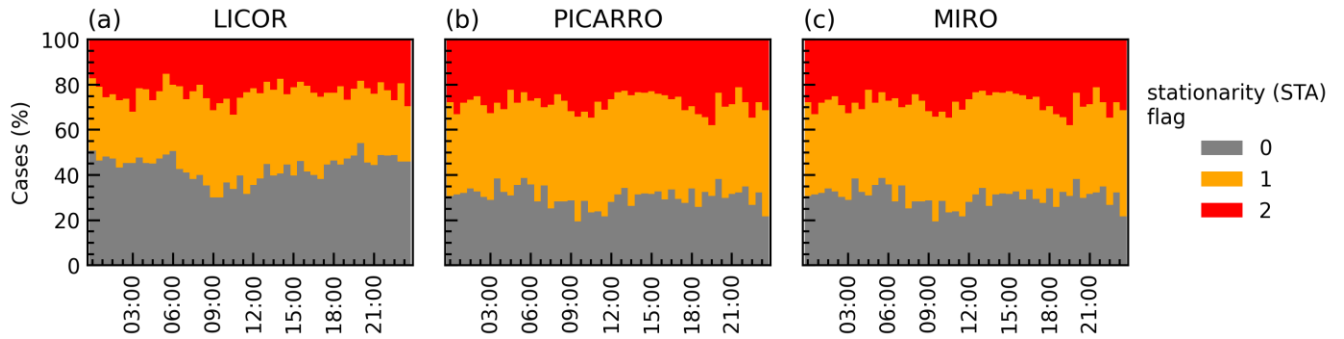 (a) LICOR
(b) PICARRO
(c) MIRO
Cases (%)
100
80
60
40
20
0
03:00 06:00 09:00 12:00 15:00 18:00 21:00
03:00 06:00 09:00 12:00 15:00 18:00 21:00
03:00 06:00 09:00 12:00 15:00 18:00 21:00
stationarity (STA)
flag
0
1
2